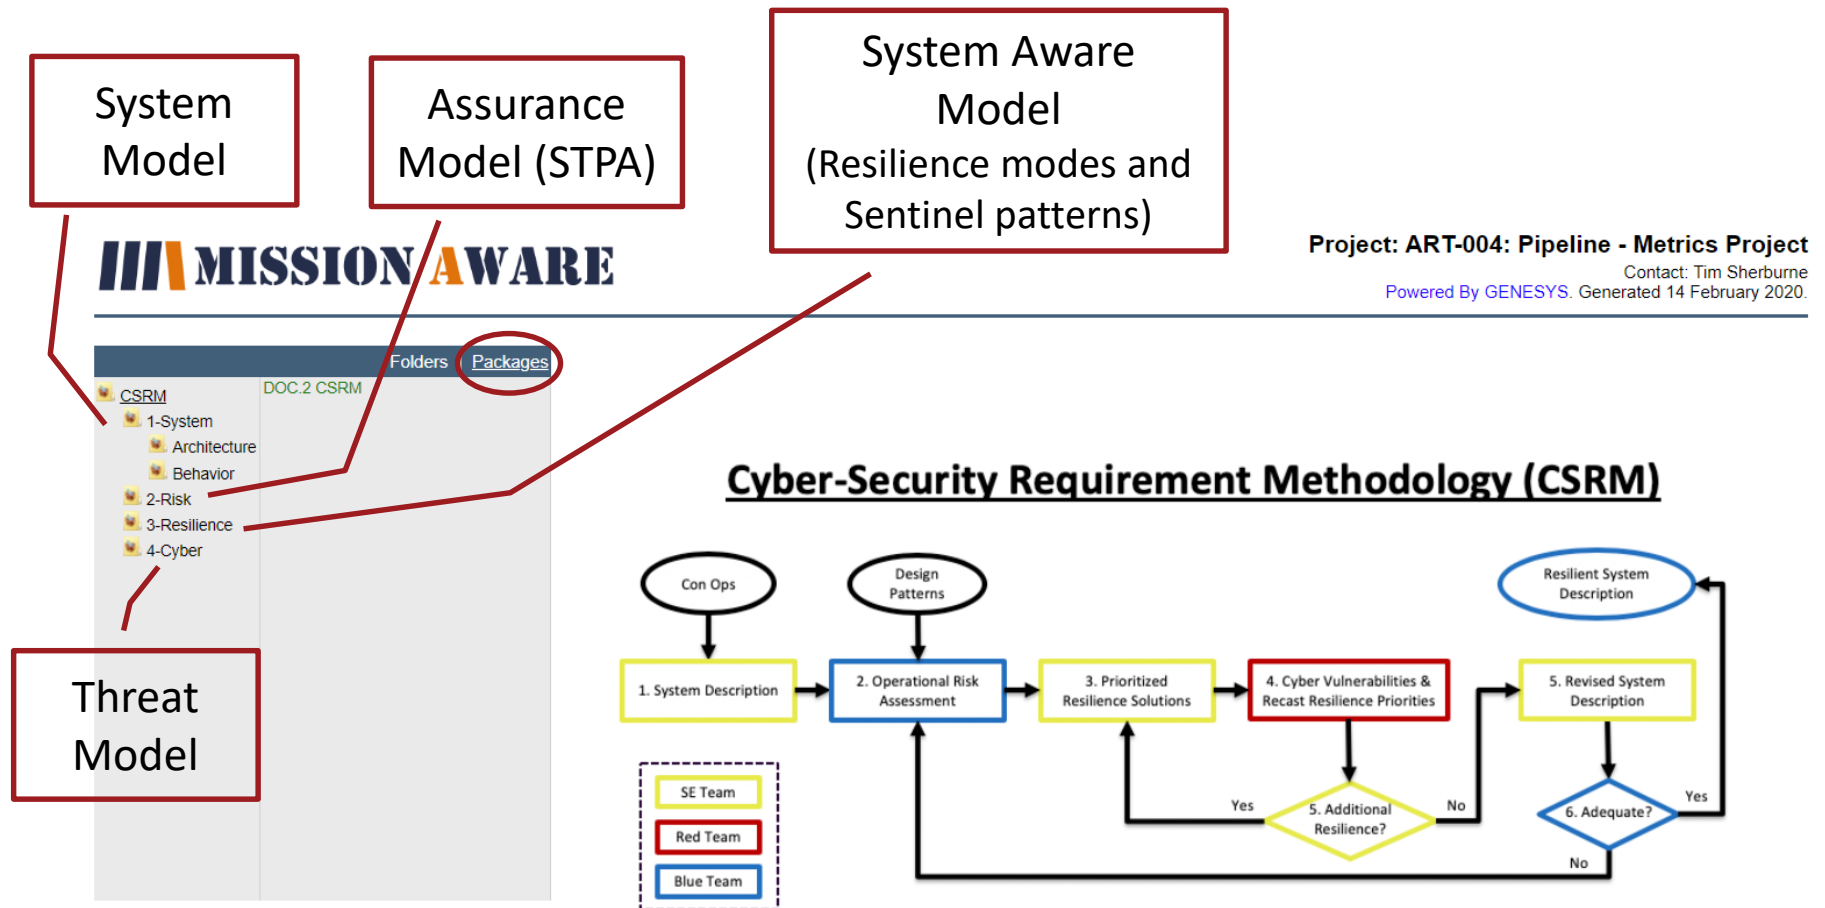 System
Model
Assurance
Model (STPA)
System Aware
Model
(Resilience modes and
Sentinel patterns)
MISSION AWARE
Project: ART-004: Pipeline - Metrics Project
Contact: Tim Sherburne
Powered By GENESYS. Generated 14 February 2020.
Folders Packages
CSRM
DOC.2 CSRM
1-System
Architecture
Behavior
2-Risk
3-Resilience
4-Cyber
Threat
Model
Cyber-Security Requirement Methodology (CSRM)
Con Ops
Design
Patterns
Resilient System
Description
1. System Description
2. Operational Risk
Assessment
3. Prioritized
Resilience Solutions
4. Cyber Vulnerabilities &
Recast Resilience Priorities
5. Revised System
Description
Yes
5. Additional
Resilience?
No
6. Adequate?
Yes
No
SE Team
Red Team
Blue Team